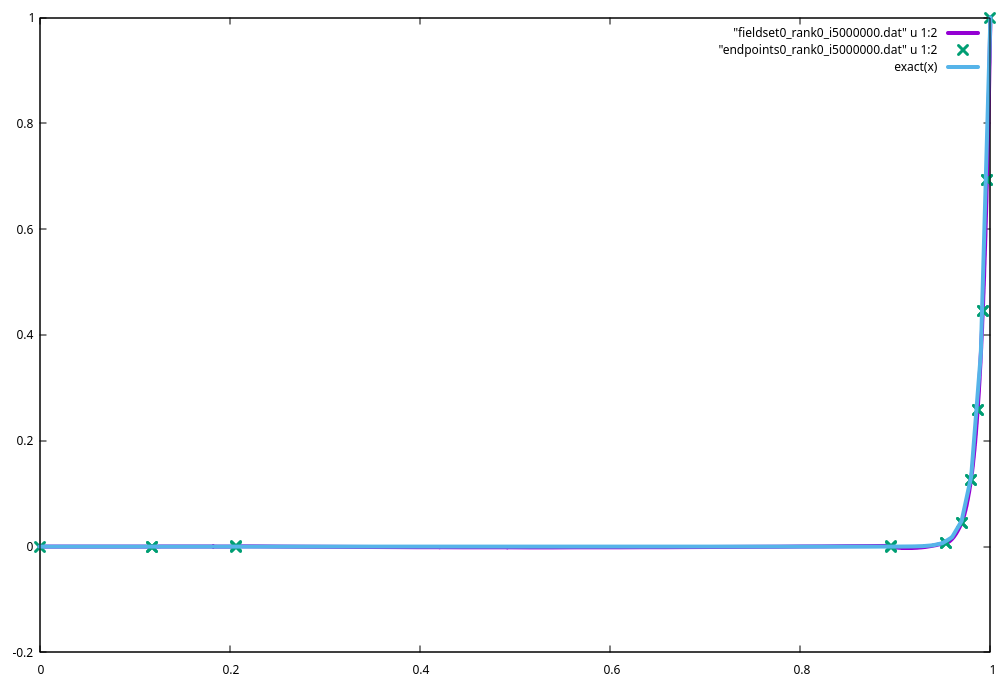 1
"fieldset0_rank0_i5000000.dat" u 1:2
"endpoints0_rank0_i5000000.dat" u 1:2
exact(x)
0.8
0.6
0.4
0.2
0
-0.2
0 0.2 0.4 0.6 0.8 1